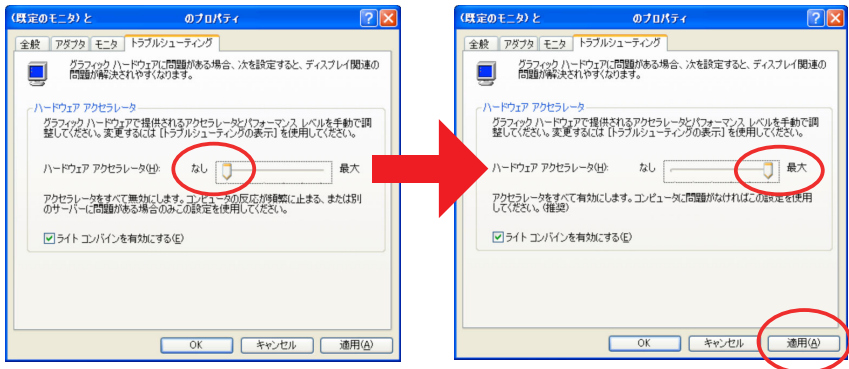 (既定のモニタ)と のプロパティ
全般 アダプタ モニタ トラブルシューティング
グラフィック ハードウェアに問題がある場合、次を設定すると、ディスプレイ関連の
問題が解決されやすくなります。
ハードウェア アクセラレータ
グラフィック ハードウェアで提供されるアクセラレータとパフォーマンス レベルを手動で調
整してください。変更するには [トラブルシューティングの表示] を使用してください。
ハードウェア アクセラレータ(H): なし 最大
アクセラレータをすべて無効にします。コンピュータの反応が頻繁に止まる、または別
のサーバーに問題がある場合のみこの設定を使用してください。
ライト コンバインを有効にする(E)
OK キャンセル 適用(A)
(既定のモニタ)と のプロパティ
全般 アダプタ モニタ トラブルシューティング
グラフィック ハードウェアに問題がある場合、次を設定すると、ディスプレイ関連の
問題が解決されやすくなります。
ハードウェア アクセラレータ
グラフィック ハードウェアで提供されるアクセラレータとパフォーマンス レベルを手動で調
整してください。変更するには [トラブルシューティングの表示] を使用してください。
ハードウェア アクセラレータ(H): なし 最大
アクセラレータをすべて有効にします。コンピュータに問題がなければこの設定を使用
してください。(推奨)
ライト コンバインを有効にする(E)
OK キャンセル 適用(A)